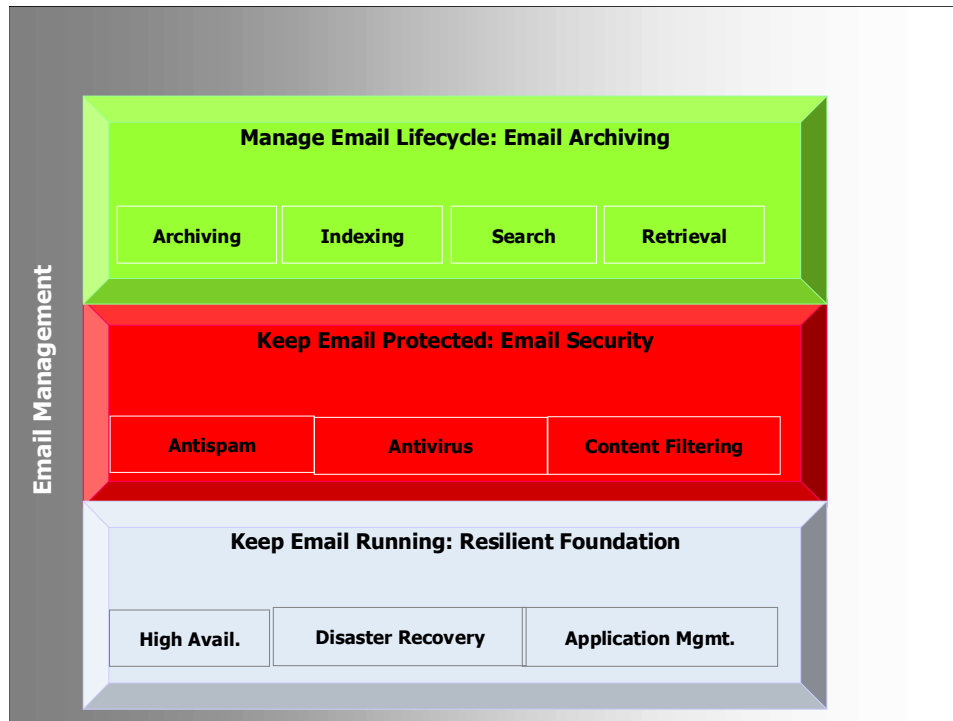 Manage Email Lifecycle: Email Archiving
Archiving
Indexing
Search
Retrieval
Email Management
Keep Email Protected: Email Security
Antispam
Antivirus
Content Filtering
Keep Email Running: Resilient Foundation
High Avail.
Disaster Recovery
Application Mgmt.